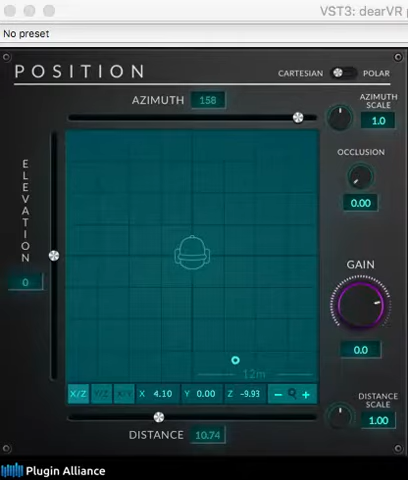 VST3: dearVR
No preset
POSITION
CARTESIAN POLAR
AZIMUTH 158
AZIMUTH
SCALE
1.0
OCCLUSION
0.00
ELEVATION
0
GAIN
0.0
12m
X/Z Y/Z X/Y X 4.10 Y 0.00 Z -9.93 - +
DISTANCE
SCALE
1.00
DISTANCE 10.74
Plugin Alliance